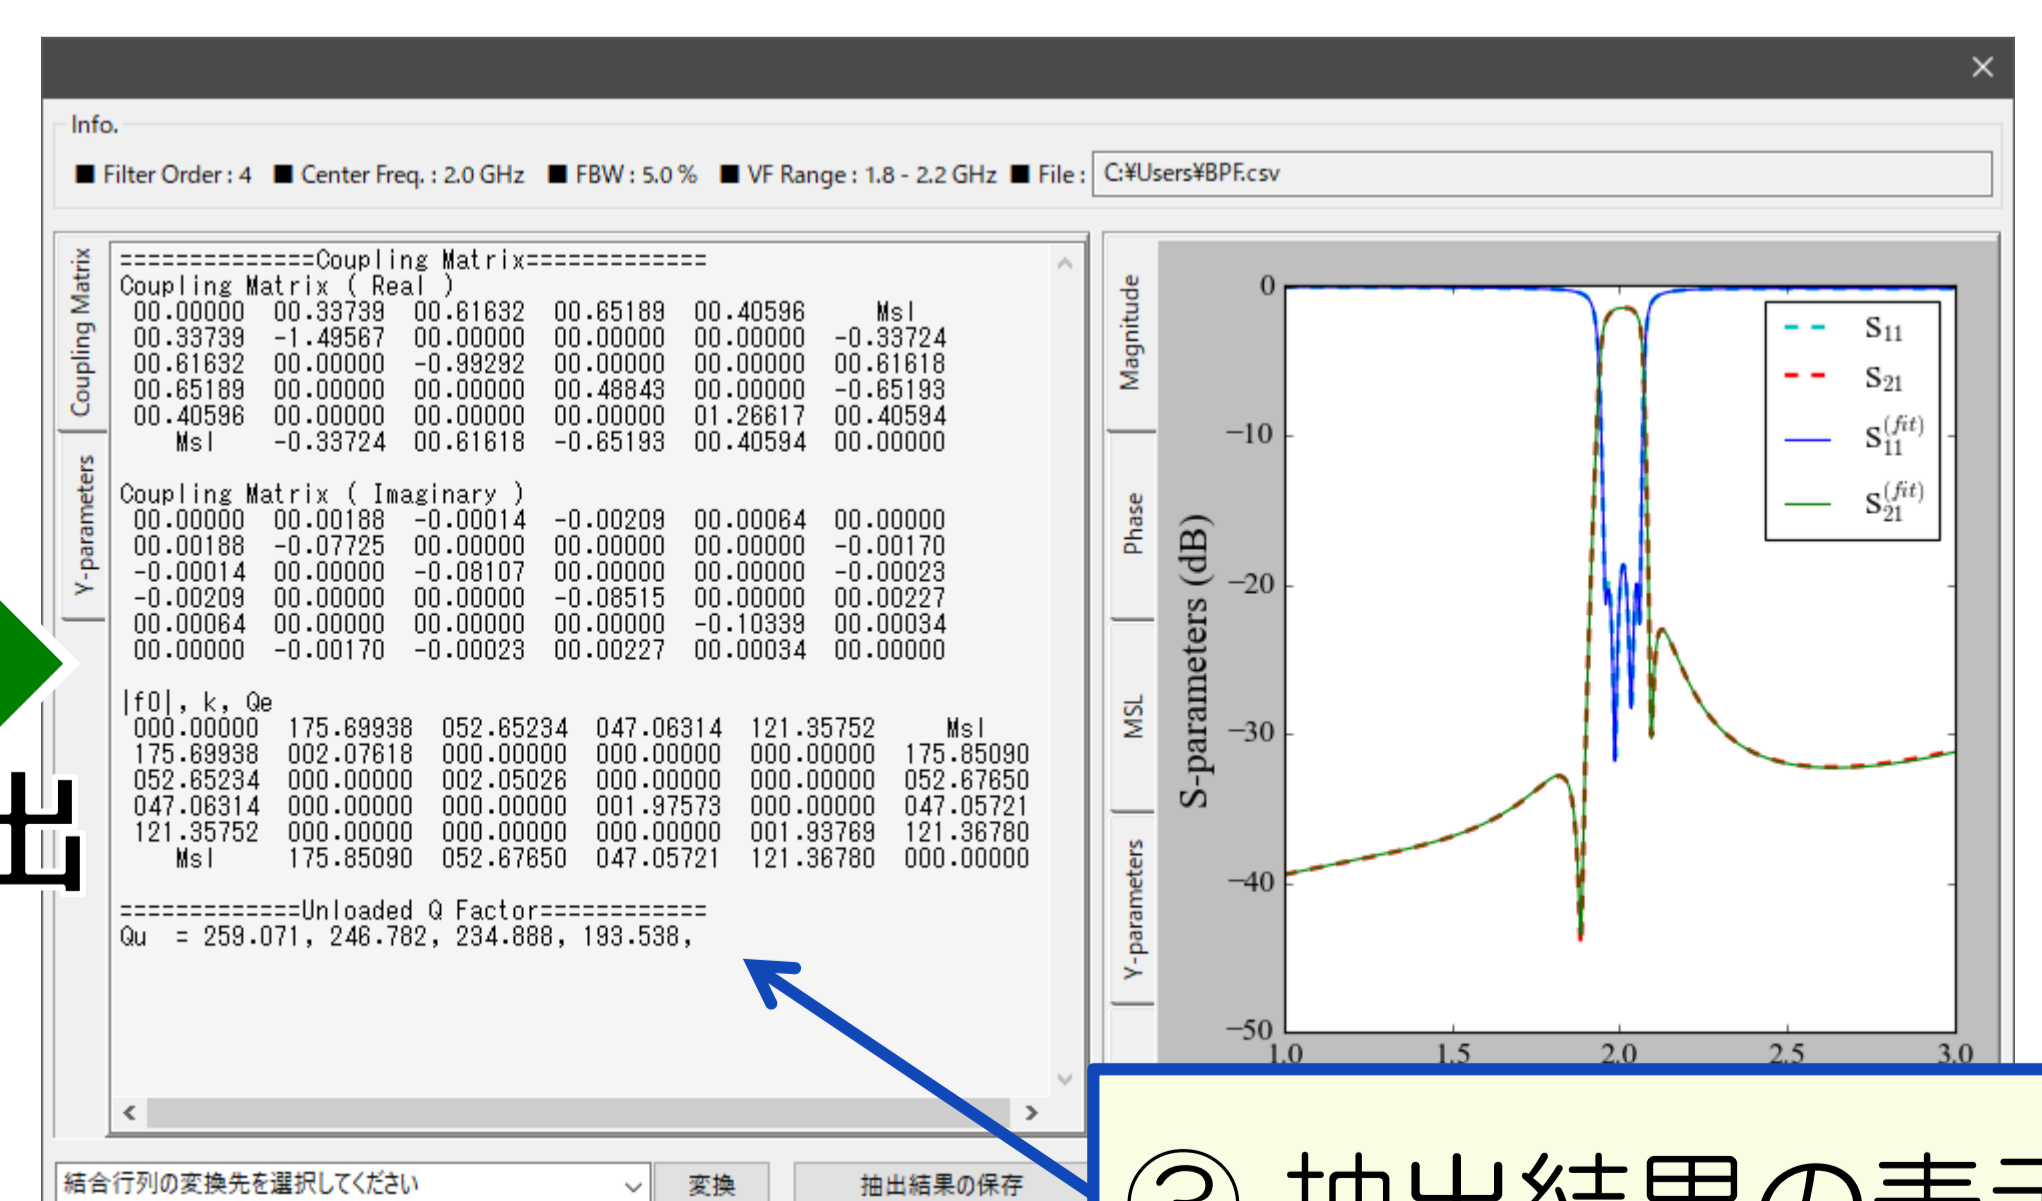 Info.
■ Filter Order : 4 ■ Center Freq. : 2.0 GHz ■ FBW : 5.0 % ■ VF Range : 1.8 - 2.2 GHz ■ File : C:¥Users¥BPF.csv
Coupling Matrix
Y-parameters
==============Coupling Matrix=============
Coupling Matrix ( Real )
00.00000 00.33739 00.61632 00.65189 00.40596 Msl
00.33739 -1.49567 00.00000 00.00000 00.00000 -0.33724
00.61632 00.00000 -0.99292 00.00000 00.00000 00.61618
00.65189 00.00000 00.00000 00.48843 00.00000 -0.65193
00.40596 00.00000 00.00000 00.00000 01.26617 00.40594
Msl -0.33724 00.61618 -0.65193 00.40594 00.00000
Coupling Matrix ( Imaginary )
00.00000 00.00188 -0.00014 -0.00209 00.00064 00.00000
00.00188 -0.07725 00.00000 00.00000 00.00000 -0.00170
-0.00014 00.00000 -0.08107 00.00000 00.00000 -0.00023
-0.00209 00.00000 00.00000 -0.08515 00.00000 00.00227
00.00064 00.00000 00.00000 00.00000 -0.10339 00.00034
00.00000 -0.00170 -0.00023 00.00227 00.00034 00.00000
|f0|, k, Qe
000.00000 175.69938 052.65234 047.06314 121.35752 Msl
175.69938 002.07618 000.00000 000.00000 000.00000 175.85090
052.65234 000.00000 002.05026 000.00000 000.00000 052.67650
047.06314 000.00000 000.00000 001.97573 000.00000 047.05721
121.35752 000.00000 000.00000 000.00000 001.93769 121.36780
Msl 175.85090 052.67650 047.05721 121.36780 000.00000
=============Unloaded Q Factor============
Qu = 259.071, 246.782, 234.888, 193.538,
結合行列の変換先を選択してください
変換
抽出結果の保存
Magnitude
Phase
MSL
Y-parameters
S-parameters (dB)
0
−10
−20
−30
−40
−50
1.0 1.5 2.0 2.5 3.0
S11
S21
S11(fit)
S21(fit)
出
抽出結果の表示